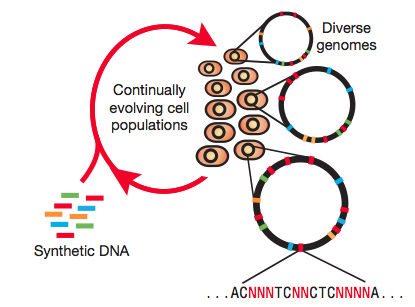 Diverse
genomes
Continually
evolving cell
populations
Synthetic DNA
...ACNNNTCNNCTCNNNNA...